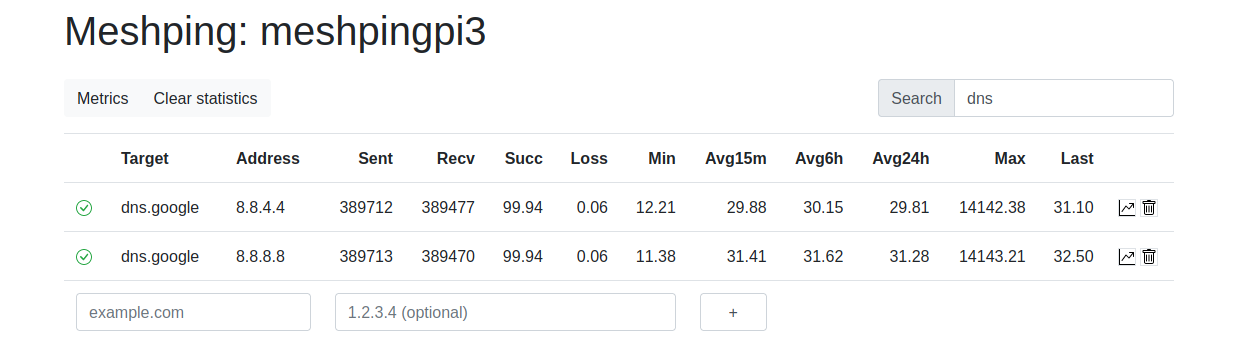 Meshping: meshpingpi3
Metrics Clear statistics Search dns
Target Address Sent Recv Succ Loss Min Avg15m Avg6h Avg24h Max Last
dns.google 8.8.4.4 389712 389477 99.94 0.06 12.21 29.88 30.15 29.81 14142.38 31.10
dns.google 8.8.8.8 389713 389470 99.94 0.06 11.38 31.41 31.62 31.28 14143.21 32.50
example.com 1.2.3.4 (optional) +